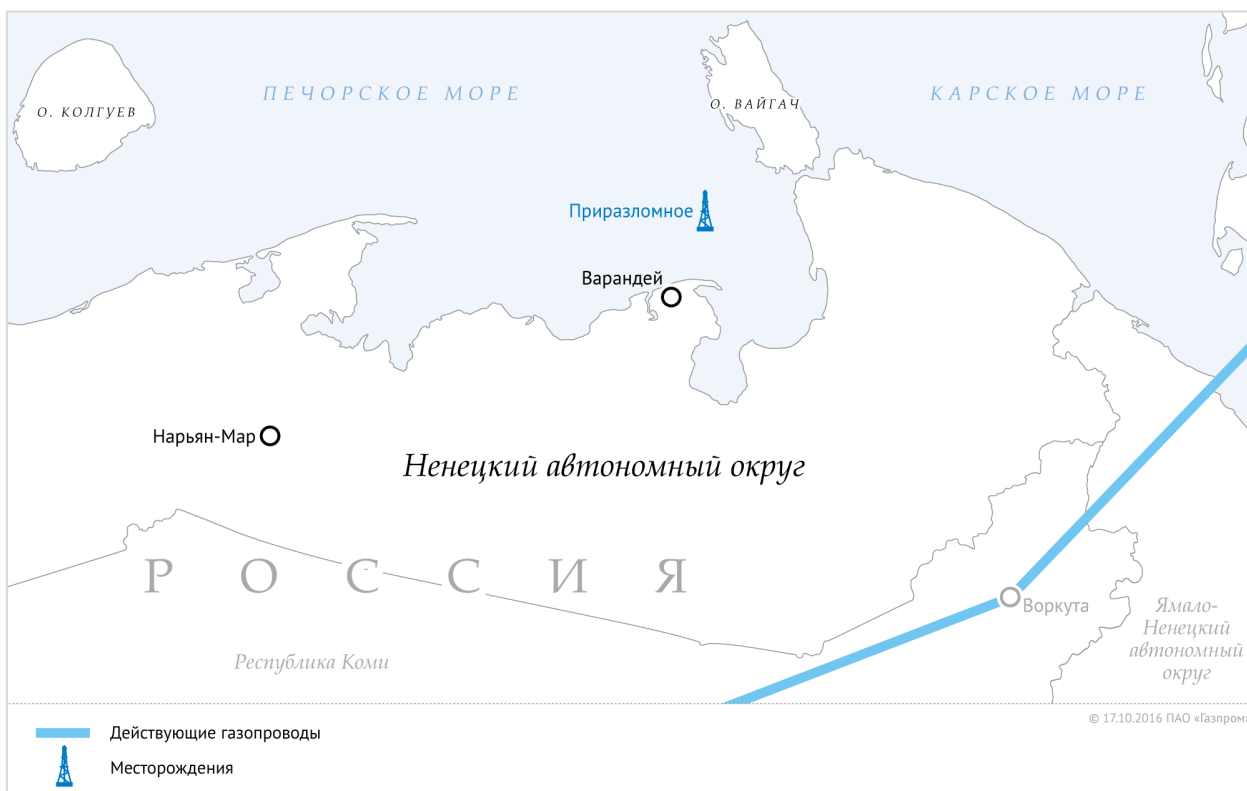 ПЕЧОРСКОЕ МОРЕ
КАРСКОЕ МОРЕ
О. КОЛГУЕВ
О. ВАЙГАЧ
Приразломное
Варандей
Нарьян-Мар
Ненецкий автономный округ
РОССИЯ
Воркута
Ямало-
Ненецкий
автономный
округ
Республика Коми
© 17.10.2016 ПАО «Газпром»
Действующие газопроводы
Месторождения